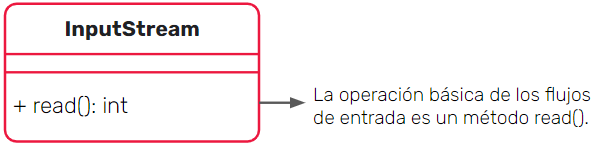 InputStream
+ read(): int
La operación básica de los flujos
de entrada es un método read().